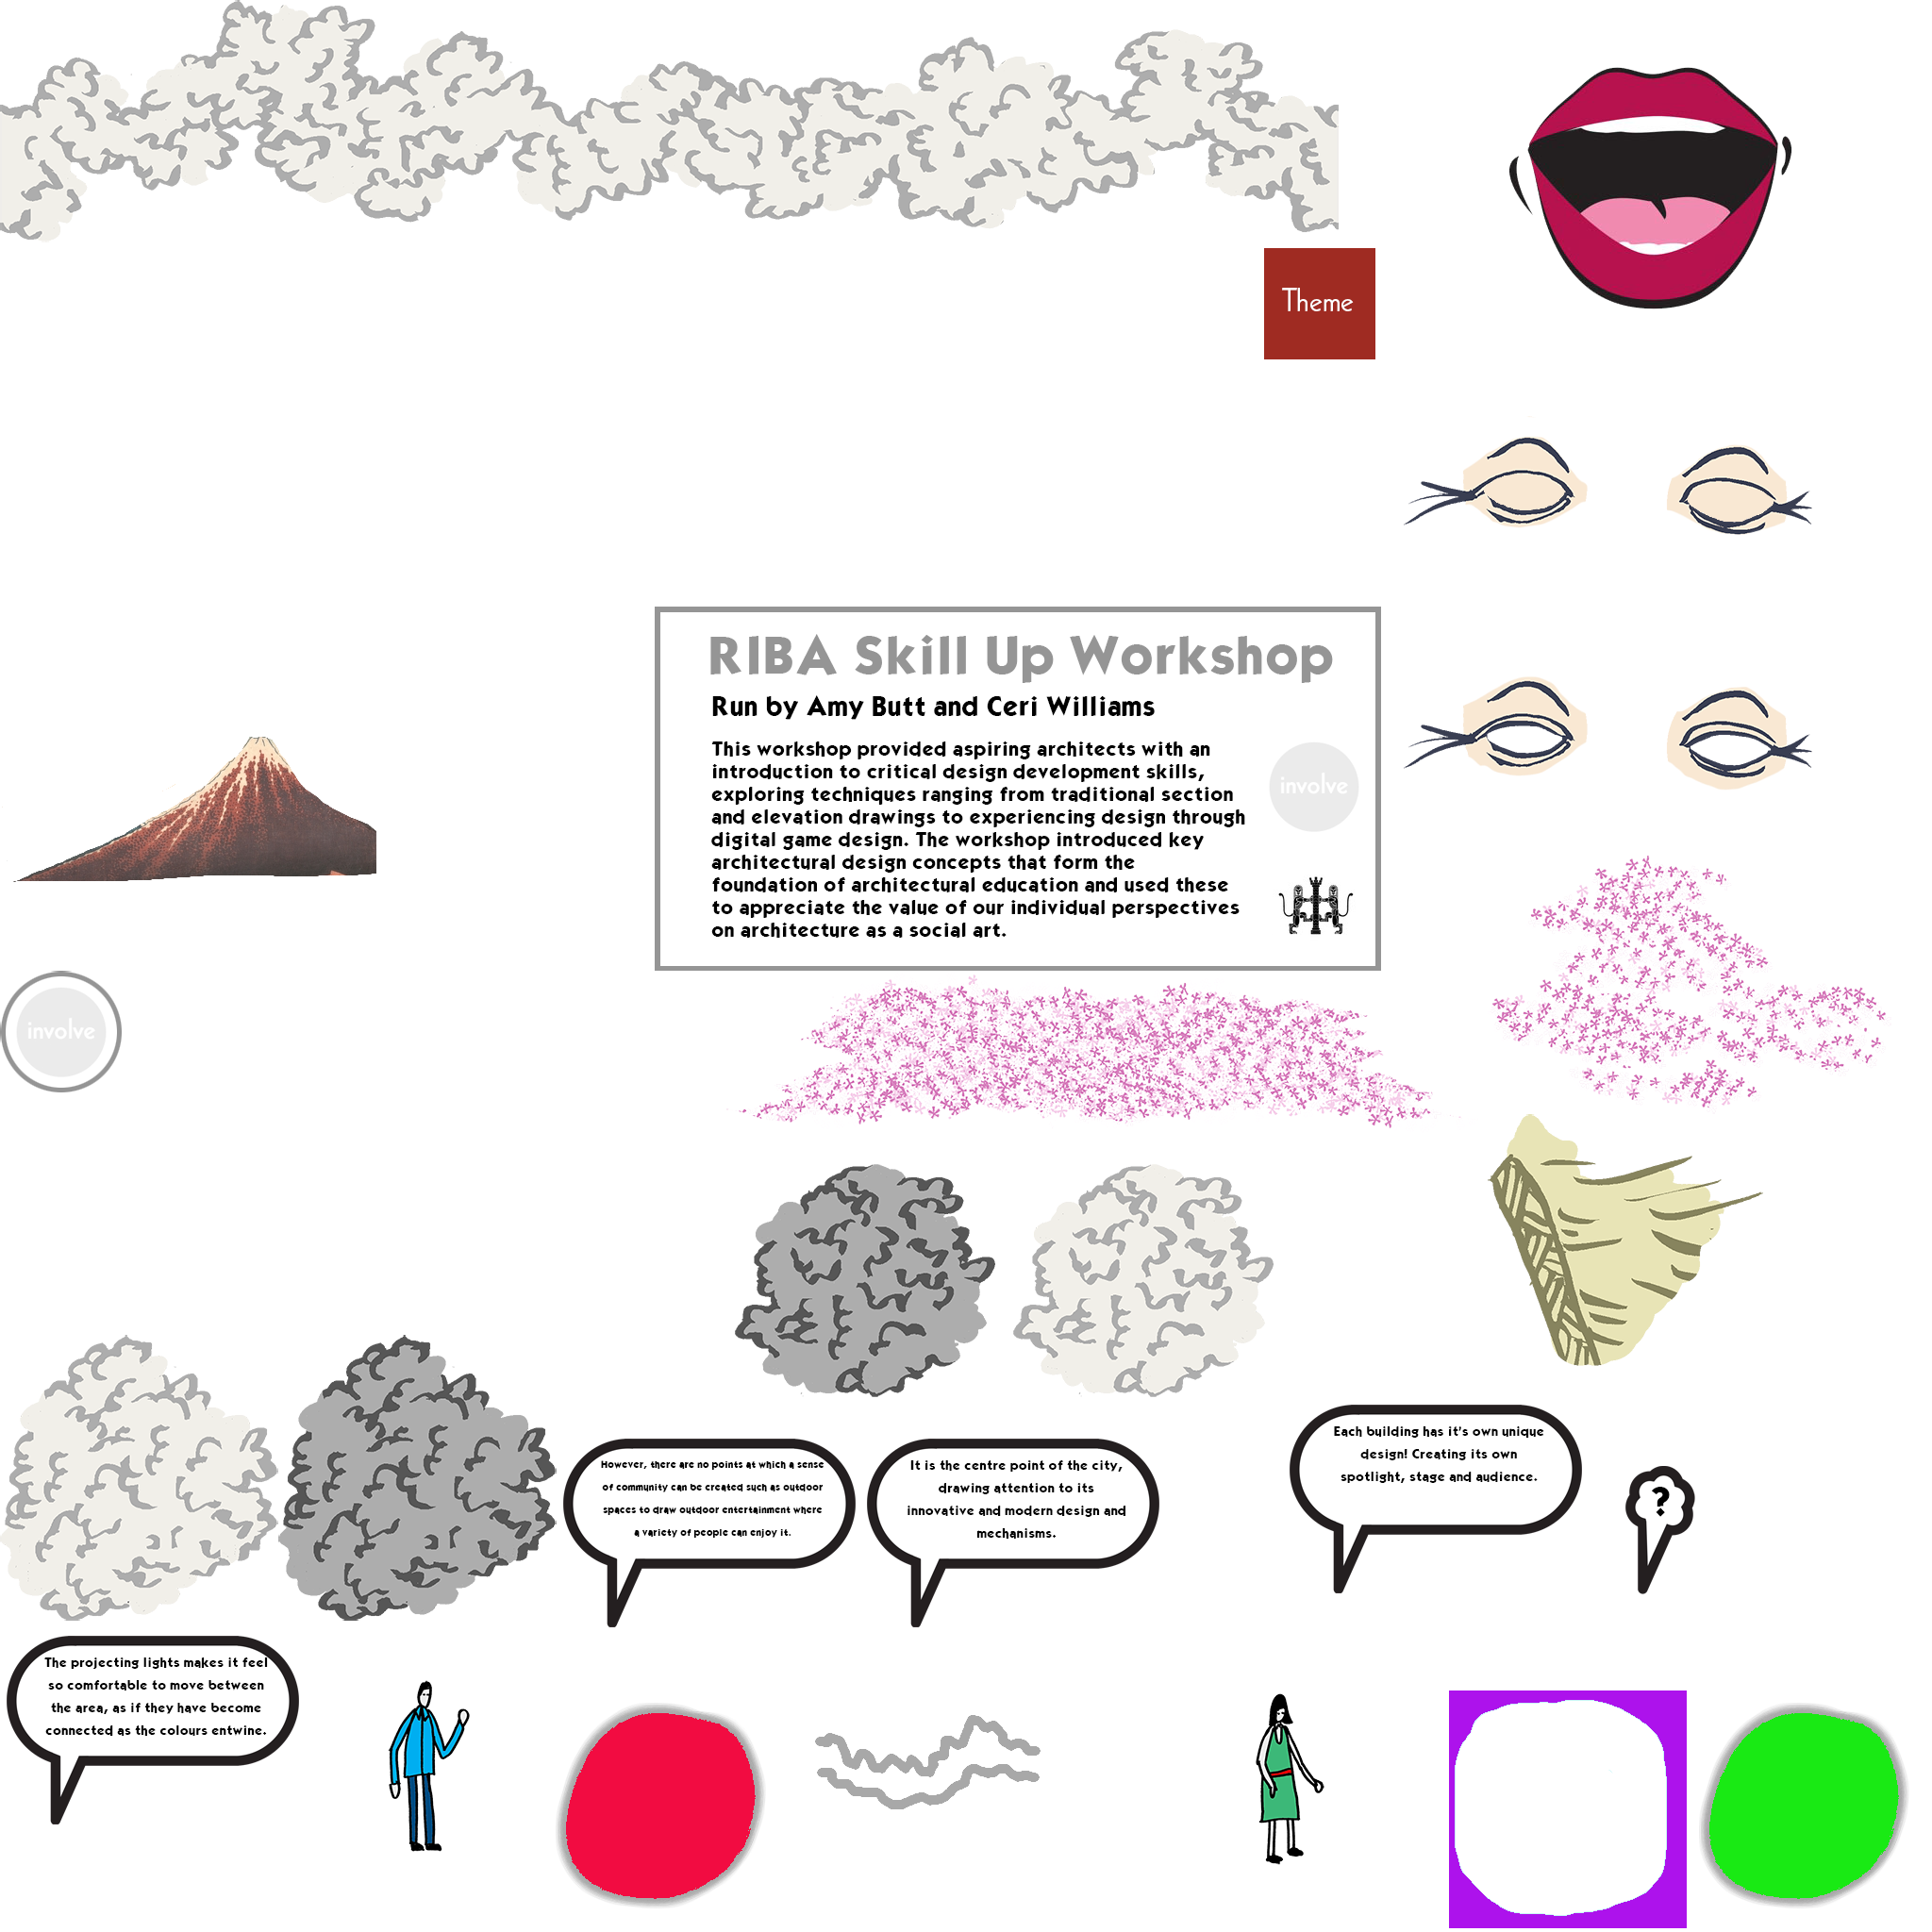 Theme
RIBA Skill Up Workshop
Run by Amy Butt and Ceri Williams
This workshop provided aspiring architects with an
introduction to critical design development skills,
exploring techniques ranging from traditional section
and elevation drawings to experiencing design through
digital game design. The workshop introduced key
architectural design concepts that form the
foundation of architectural education and used these
to appreciate the value of our individual perspectives
on architecture as a social art.
involve
involve
Each building has it's own unique
design! Creating its own
spotlight, stage and audience.
?
However, there are no points at which a sense
of community can be created such as outdoor
spaces to draw outdoor entertainment where
a variety of people can enjoy it.
It is the centre point of the city,
drawing attention to its
innovative and modern design and
mechanisms.
The projecting lights makes it feel
so comfortable to move between
the area, as if they have become
connected as the colours entwine.